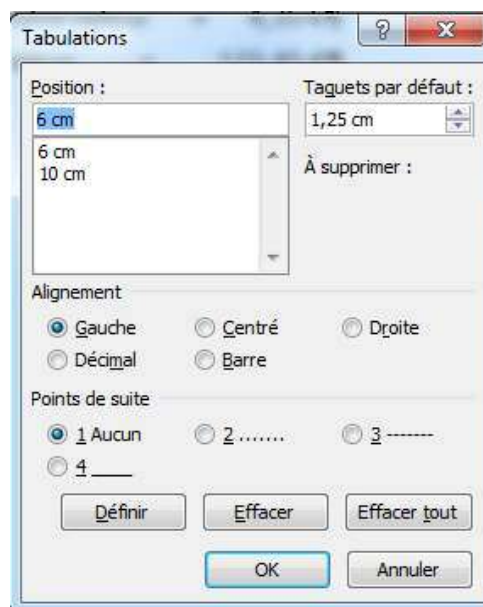 Tabulations
Position :
Taquets par défaut :
6 cm
1,25 cm
6 cm
10 cm
À supprimer :
Alignement
Gauche
Centré
Droite
Décimal
Barre
Points de suite
1 Aucun
2 .......
3 -------
4 ____
Définir
Effacer
Effacer tout
OK
Annuler